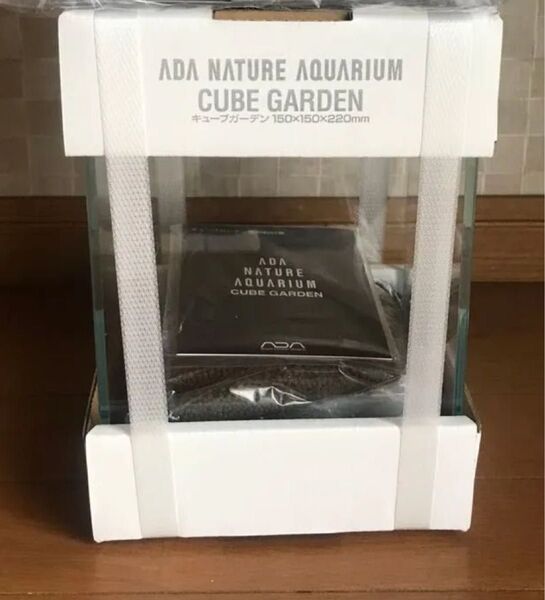 ADA NATURE AQUARIUM
CUBE GARDEN
キューブガーデン 150×150×220mm
ADA
NATURE
AQUARIUM
CUBE GARDEN
ADA